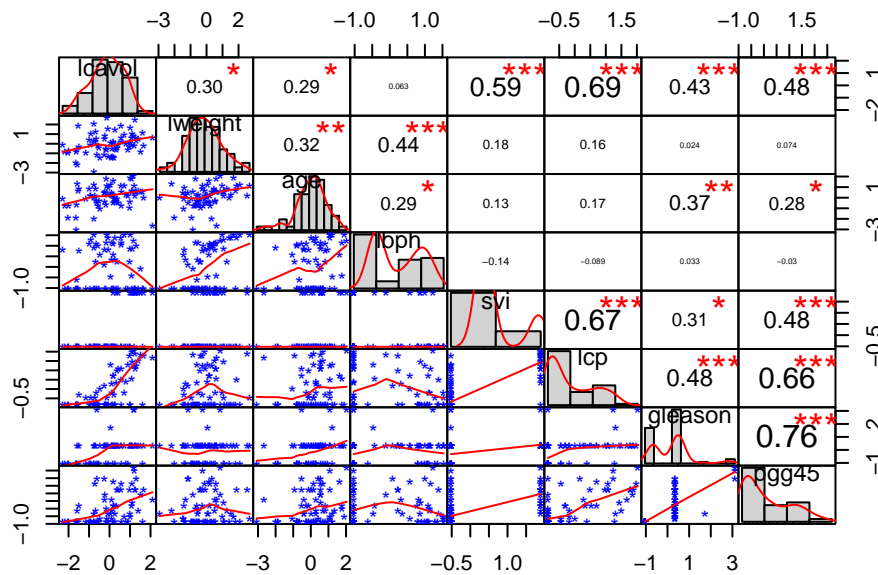 −3 0 2 −1.0 1.0 −0.5 1.5 −1.0 1.5
lcavol 0.30 * 0.29 * 0.063 0.59 *** 0.69 *** 0.43 *** 0.48 *** −2 1
−3 1 lweight 0.32 ** 0.44 *** 0.18 0.16 0.024 0.074
age 0.29 * 0.13 0.17 0.37 ** 0.28 * −3 1
−1.0 lbph −0.14 −0.089 0.033 −0.03
svi 0.67 *** 0.31 * 0.48 *** −0.5
−0.5 lcp 0.48 *** 0.66 ***
gleason 0.76 *** −1 2
−1.0 pgg45
−2 0 2 −3 0 2 −0.5 1.0 −1 1 3